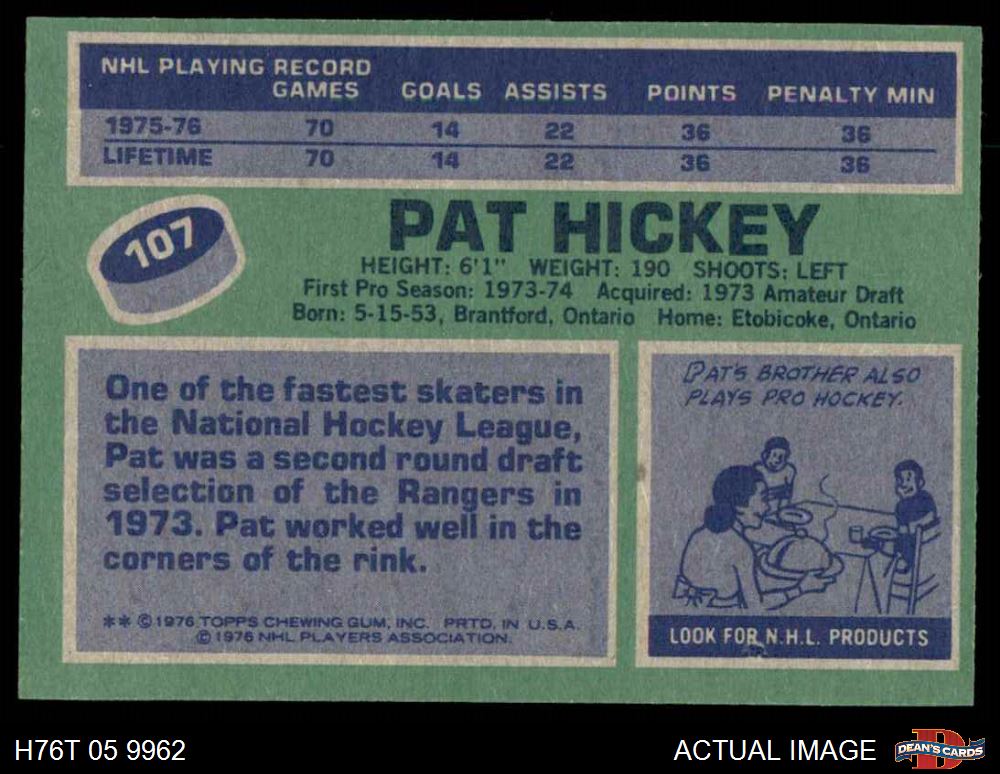 NHL PLAYING RECORD
GAMES GOALS ASSISTS POINTS PENALTY MIN
1975-76 70 14 22 36 36
LIFETIME 70 14 22 36 36
107
PAT HICKEY
HEIGHT: 6'1" WEIGHT: 190 SHOOTS: LEFT
First Pro Season: 1973-74 Acquired: 1973 Amateur Draft
Born: 5-15-53, Brantford, Ontario Home: Etobicoke, Ontario
One of the fastest skaters in
the National Hockey League,
Pat was a second round draft
selection of the Rangers in
1973. Pat worked well in the
corners of the rink.
** © 1976 TOPPS CHEWING GUM, INC. PRTD. IN U.S.A.
© 1976 NHL PLAYERS ASSOCIATION.
PAT'S BROTHER ALSO
PLAYS PRO HOCKEY.
LOOK FOR N.H.L. PRODUCTS
H76T 05 9962
ACTUAL IMAGE
D
DEAN'S CARDS